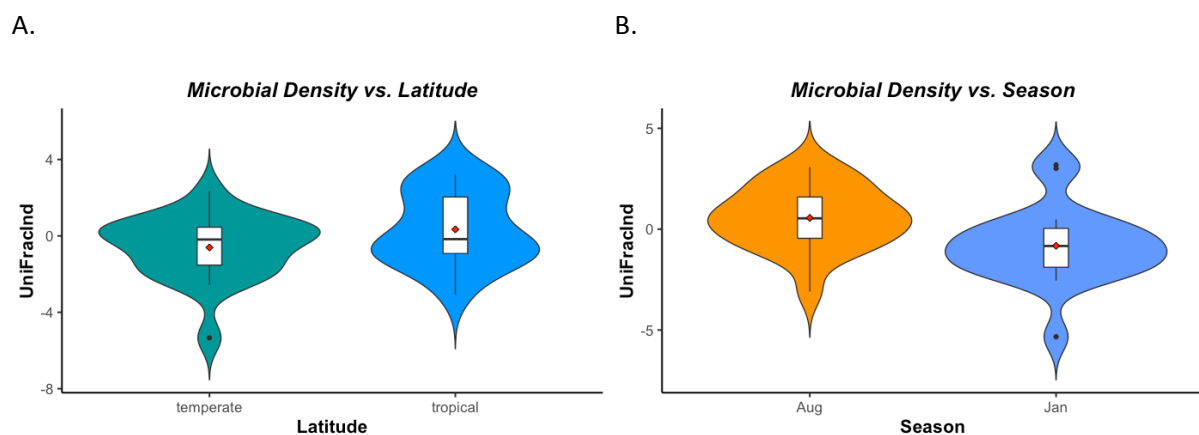 A.
B.
Microbial Density vs. Latitude
Microbial Density vs. Season
UniFracInd
4
0
-4
-8
temperate
tropical
Latitude
UniFracInd
5
0
-5
Aug
Jan
Season